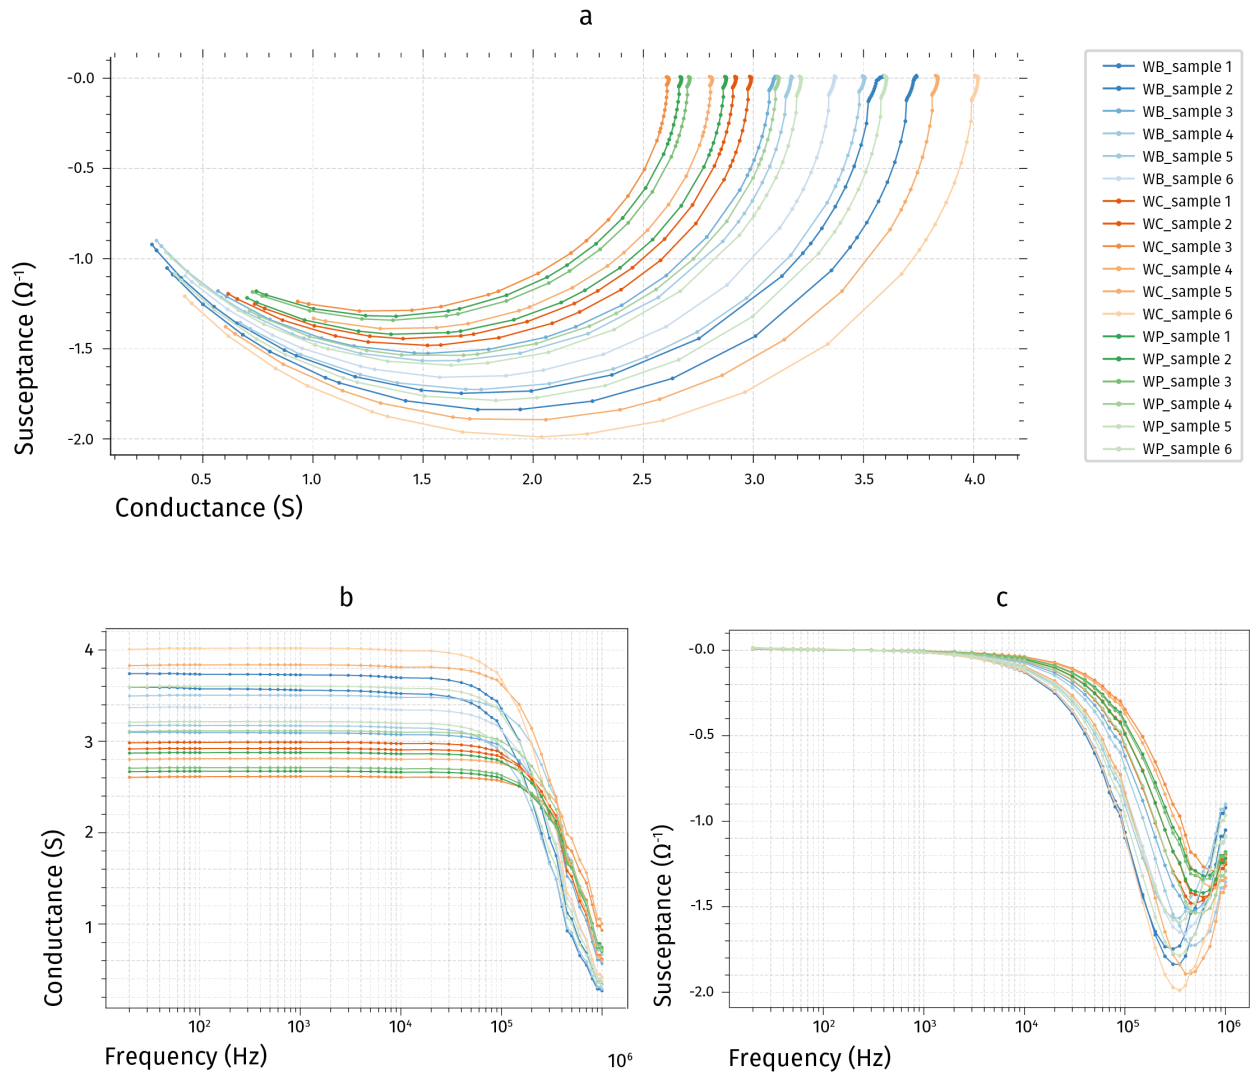 a
-0.0
-0.5
-1.0
-1.5
-2.0
Susceptance (Ω⁻¹)
0.5 1.0 1.5 2.0 2.5 3.0 3.5 4.0
Conductance (S)
WB_sample 1
WB_sample 2
WB_sample 3
WB_sample 4
WB_sample 5
WB_sample 6
WC_sample 1
WC_sample 2
WC_sample 3
WC_sample 4
WC_sample 5
WC_sample 6
WP_sample 1
WP_sample 2
WP_sample 3
WP_sample 4
WP_sample 5
WP_sample 6
b
4
3
2
1
Conductance (S)
10² 10³ 10⁴ 10⁵
10⁶
Frequency (Hz)
c
-0.0
-0.5
-1.0
-1.5
-2.0
Susceptance (Ω⁻¹)
10² 10³ 10⁴ 10⁵ 10⁶
Frequency (Hz)